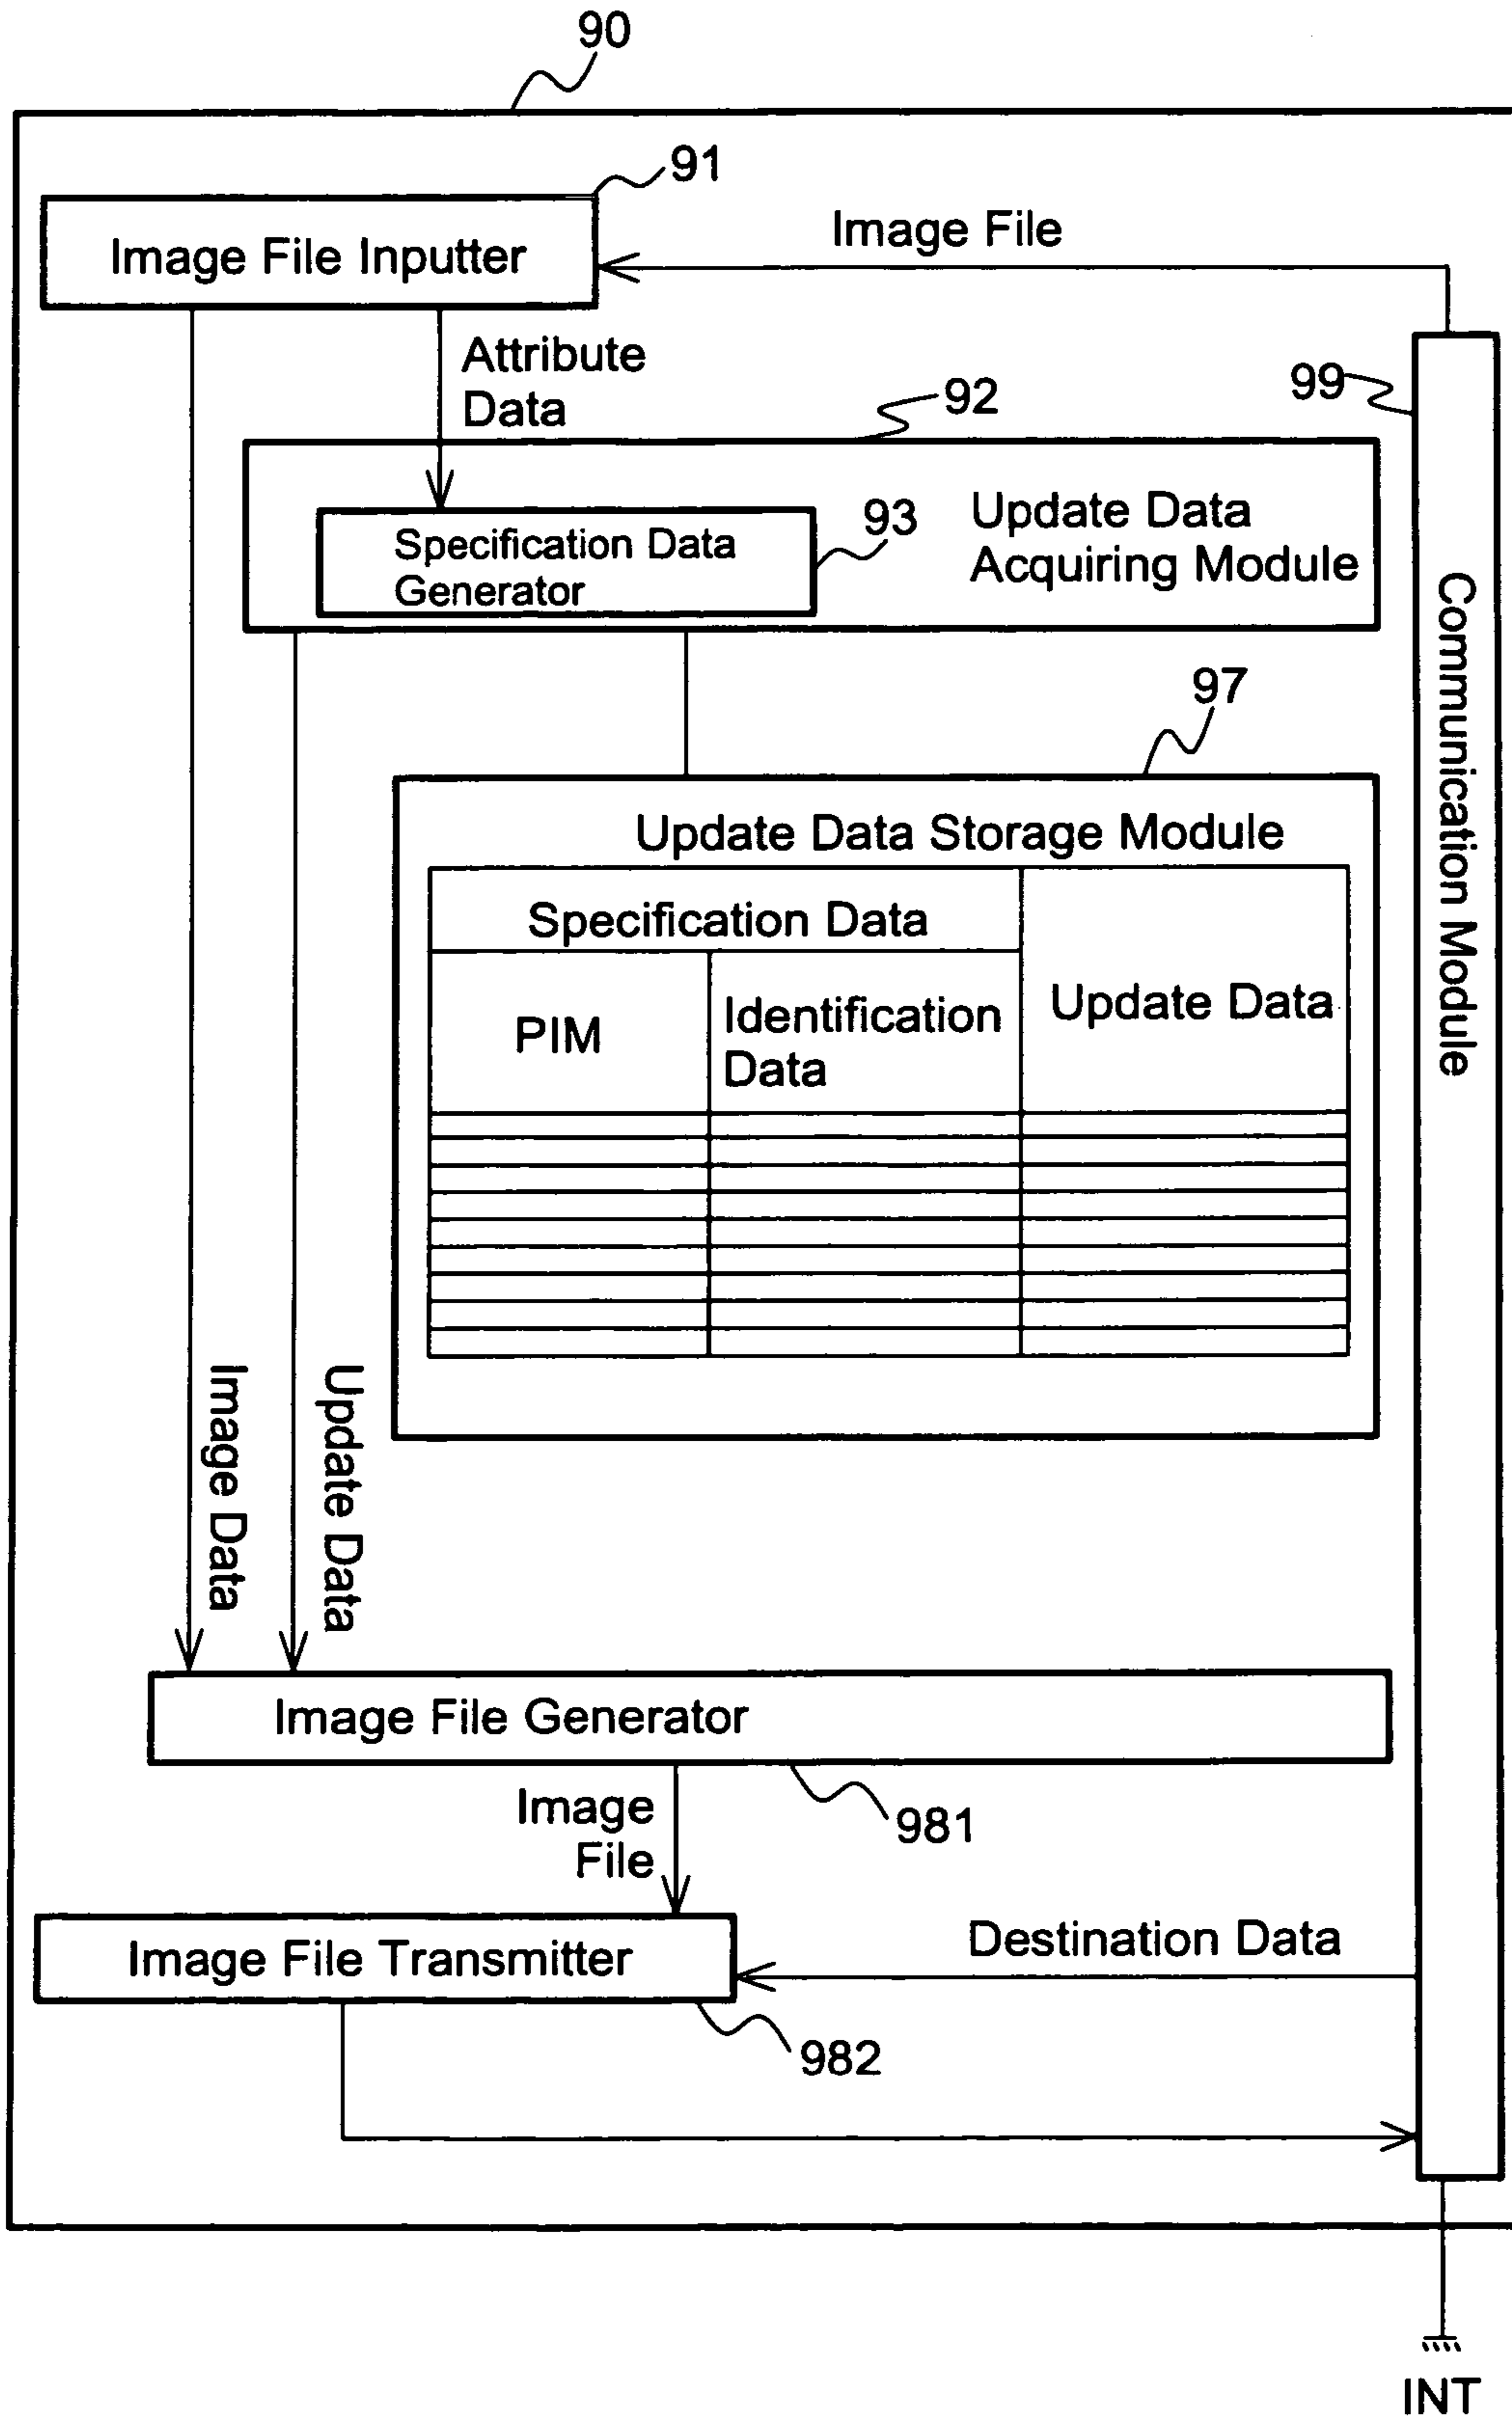 90
91
Image File Inputter
Image File
Attribute
Data
92
99
Specification Data
Generator
93
Update Data
Acquiring Module
Communication Module
97
Update Data Storage Module
Specification Data
PIM
Identification
Data
Update Data
Image Data
Update Data
Image File Generator
981
Image
File
Image File Transmitter
Destination Data
982
INT